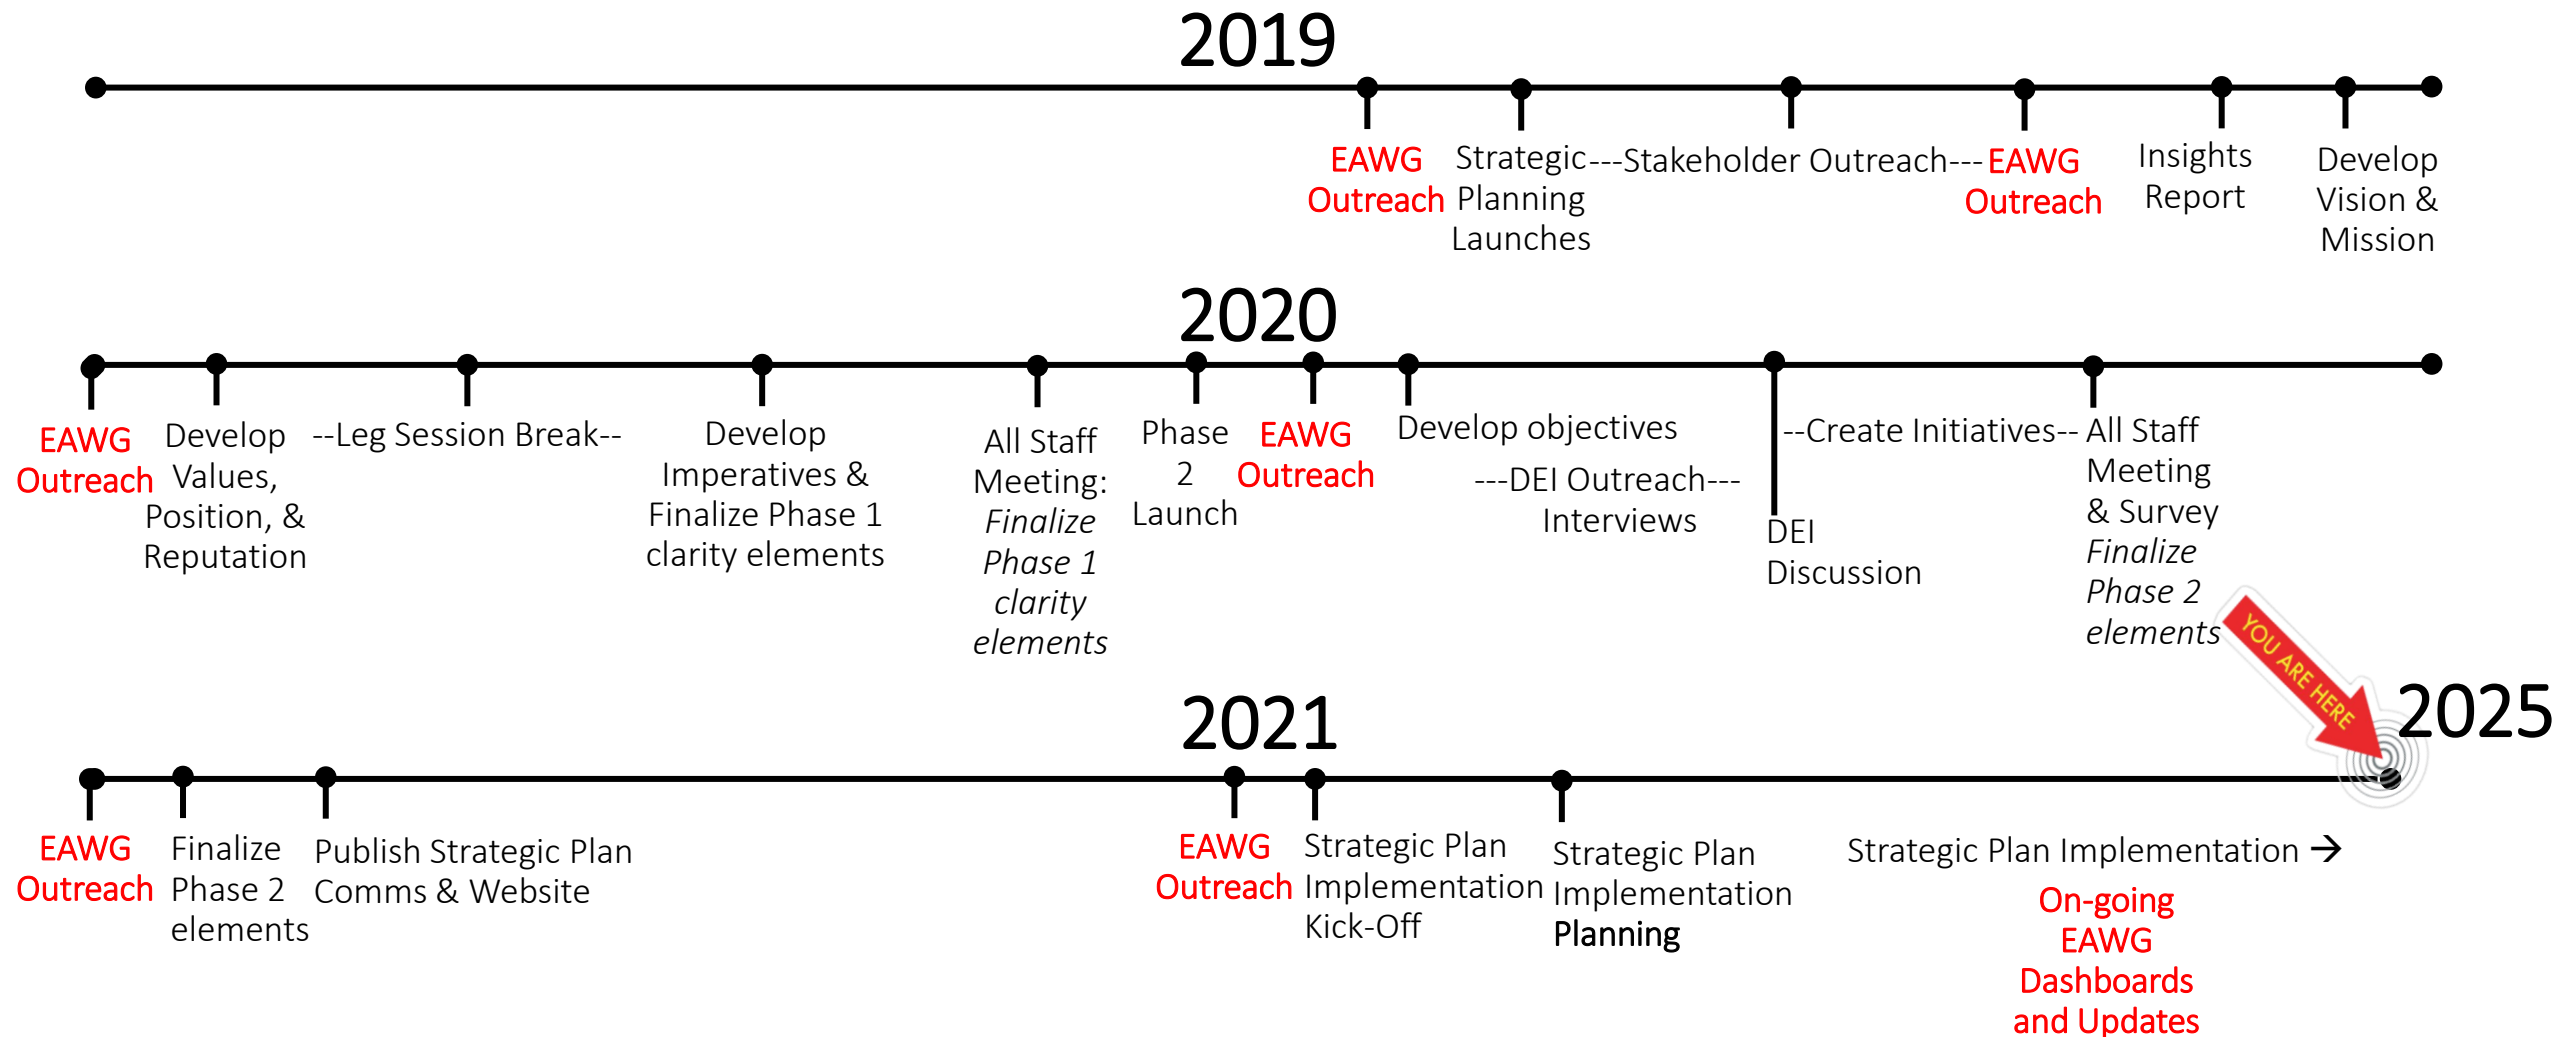 2019
EAWG
Outreach
Strategic
Planning
Launches
---Stakeholder Outreach---
EAWG
Outreach
Insights
Report
Develop
Vision &
Mission
2020
EAWG
Outreach
Develop
Values,
Position, &
Reputation
--Leg Session Break--
Develop
Imperatives &
Finalize Phase 1
clarity elements
All Staff
Meeting:
Finalize
Phase 1
clarity
elements
Phase
2
Launch
EAWG
Outreach
Develop objectives
---DEI Outreach---
Interviews
DEI
Discussion
--Create Initiatives--
All Staff
Meeting
& Survey
Finalize
Phase 2
elements
YOU ARE HERE
2021
2025
EAWG
Outreach
Finalize
Phase 2
elements
Publish Strategic Plan
Comms & Website
EAWG
Outreach
Strategic Plan
Implementation
Kick-Off
Strategic Plan
Implementation
Planning
Strategic Plan Implementation →
On-going
EAWG
Dashboards
and Updates